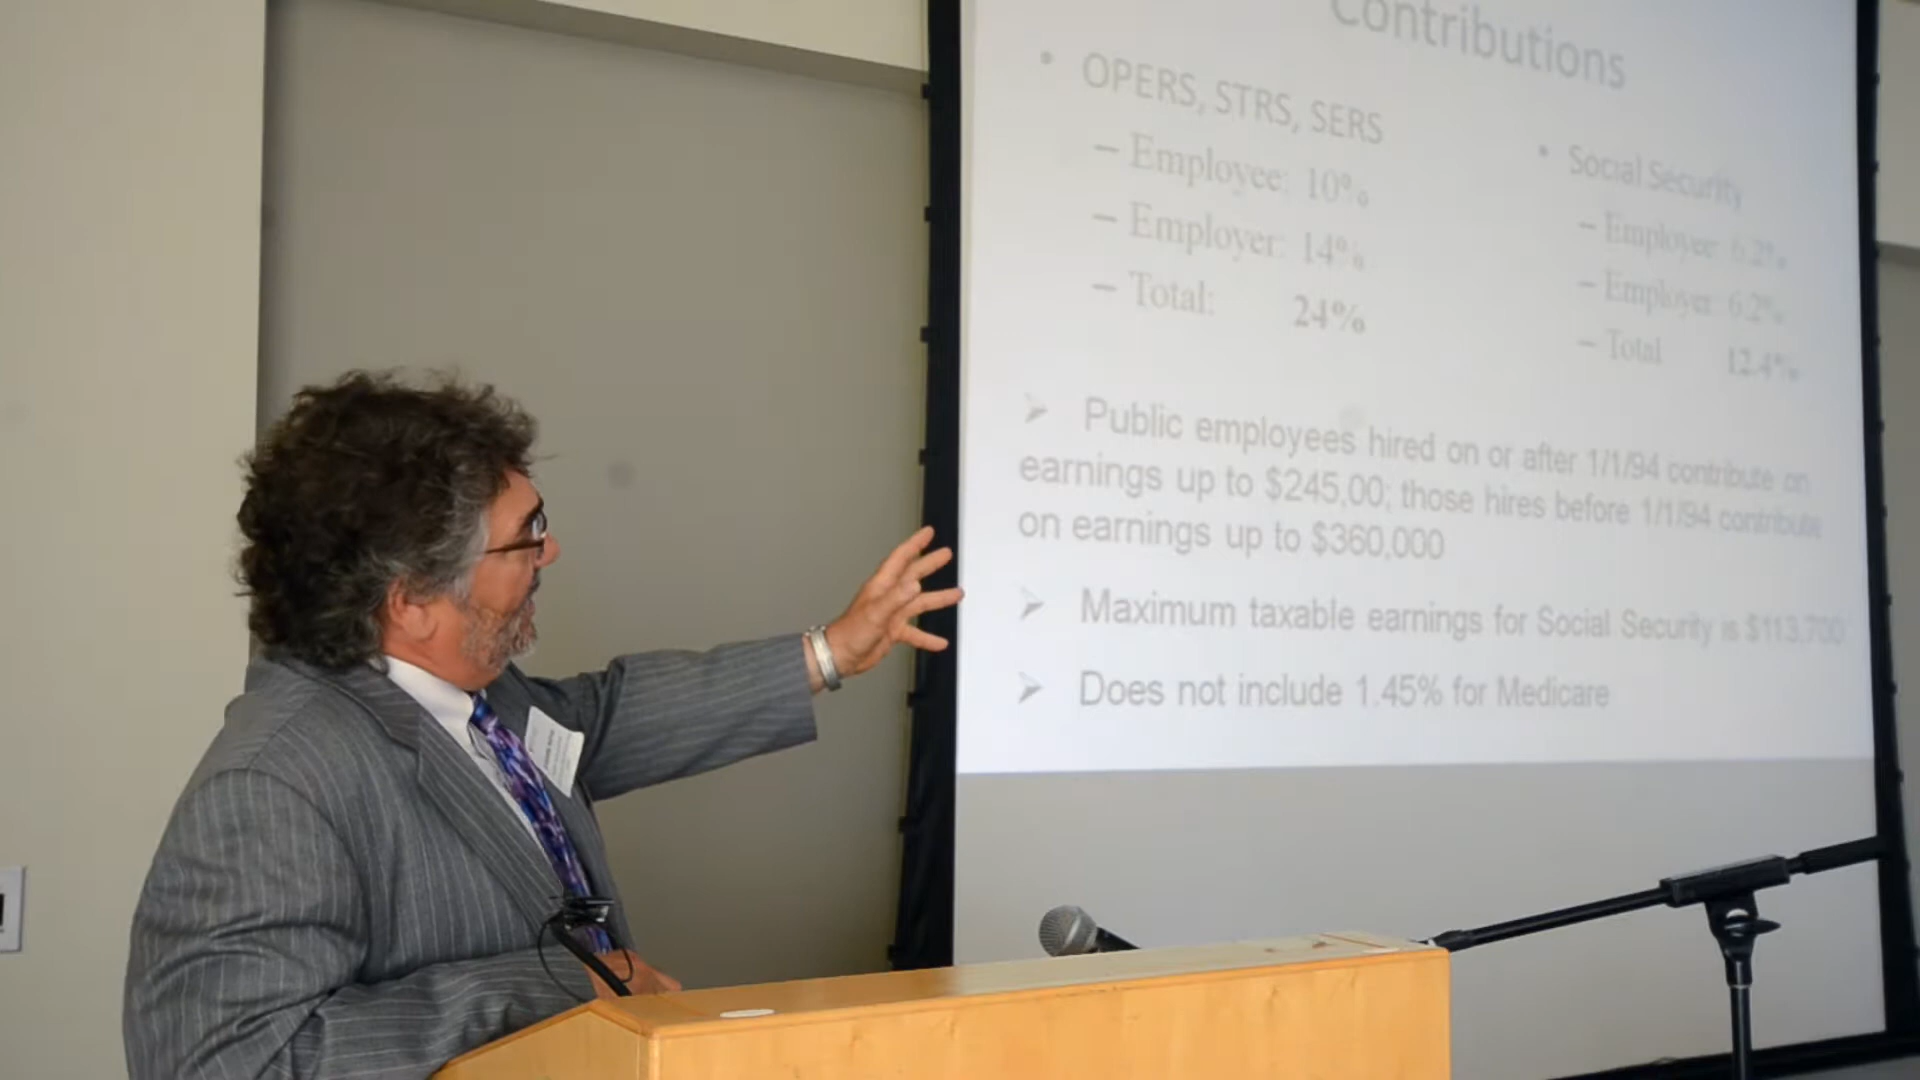 Contributions
• OPERS, STRS, SERS
– Employee: 10%
– Employer: 14%
– Total: 24%
• Social Security
– Employee: 6.2%
– Employer: 6.2%
– Total 12.4%
➢ Public employees hired on or after 1/1/94 contribute on
earnings up to $245,00; those hires before 1/1/94 contribute
on earnings up to $360,000
➢ Maximum taxable earnings for Social Security is $113,700
➢ Does not include 1.45% for Medicare